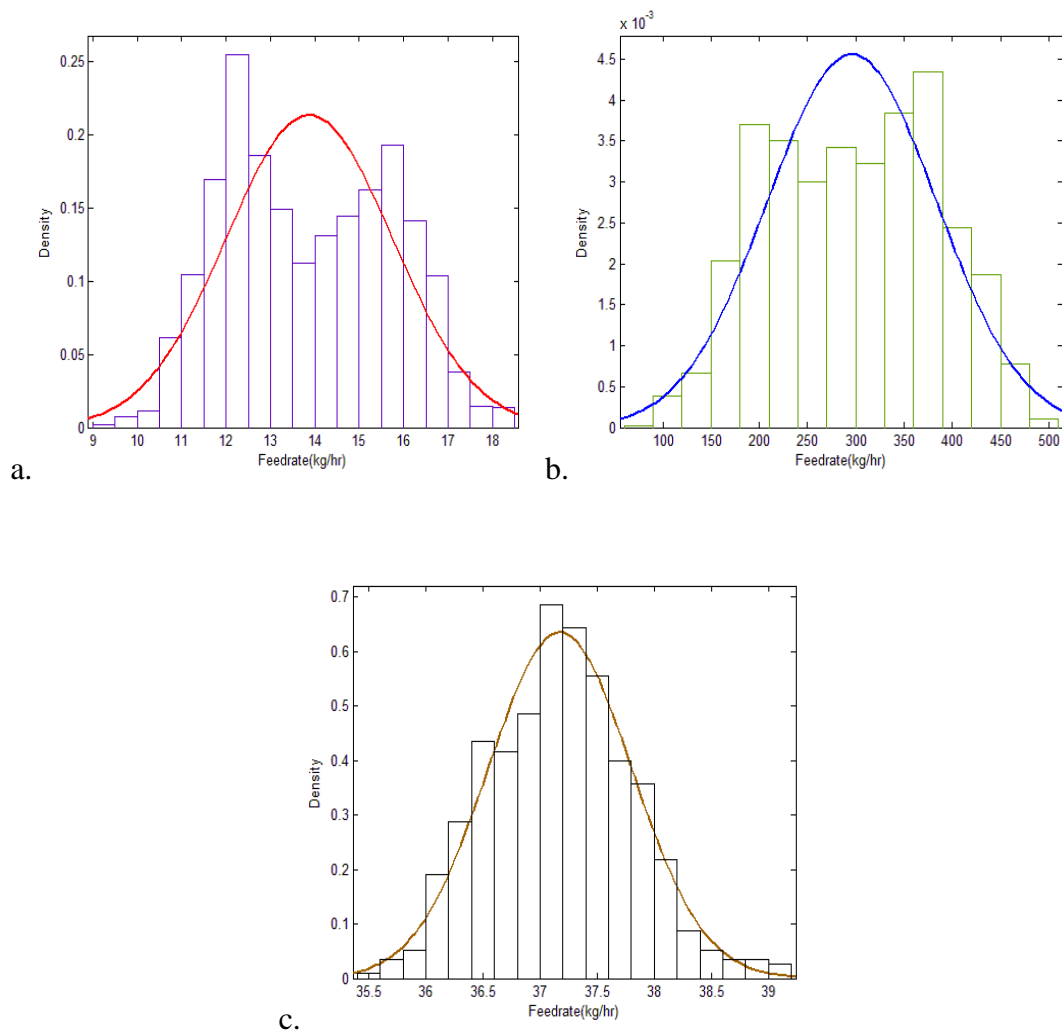 0.25
0.2
0.15
0.1
0.05
0
Density
9 10 11 12 13 14 15 16 17 18
Feedrate(kg/hr)
a.
x 10⁻³
4.5
4
3.5
3
2.5
2
1.5
1
0.5
0
Density
100 150 200 250 300 350 400 450 500
Feedrate(kg/hr)
b.
0.7
0.6
0.5
0.4
0.3
0.2
0.1
0
Density
35.5 36 36.5 37 37.5 38 38.5 39
Feedrate(kg/hr)
c.